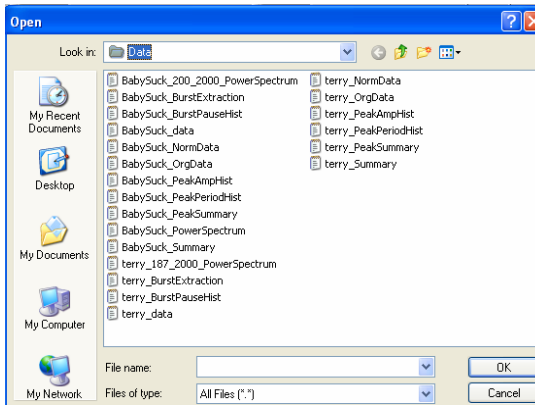 Open
Look in:
Data
My Recent
Documents
Desktop
My Documents
My Computer
My Network
BabySuck_200_2000_PowerSpectrum
BabySuck_BurstExtraction
BabySuck_BurstPauseHist
BabySuck_data
BabySuck_NormData
BabySuck_OrgData
BabySuck_PeakAmpHist
BabySuck_PeakPeriodHist
BabySuck_PeakSummary
BabySuck_PowerSpectrum
BabySuck_Summary
terry_187_2000_PowerSpectrum
terry_BurstExtraction
terry_BurstPauseHist
terry_data
terry_NormData
terry_OrgData
terry_PeakAmpHist
terry_PeakPeriodHist
terry_PeakSummary
terry_Summary
File name:
OK
Files of type:
All Files (*.*)
Cancel